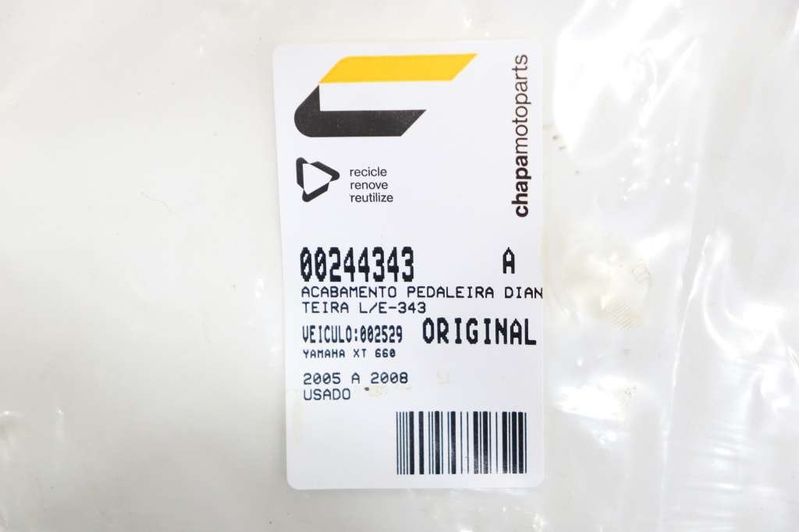 chapamotoparts
recicle
renove
reutilize
00244343 A
ACABAMENTO PEDALEIRA DIAN
TEIRA L/E-343
VEICULO:002529 ORIGINAL
YAMAHA XT 660
2005 A 2008
USADO